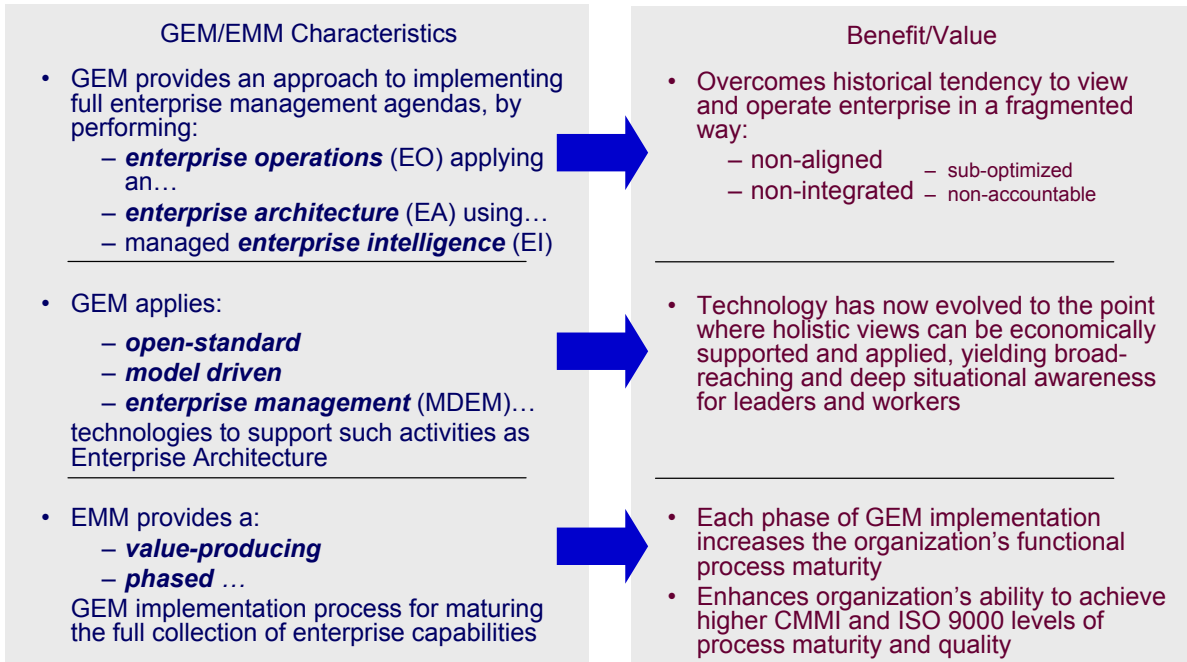 GEM/EMM Characteristics
• GEM provides an approach to implementing
full enterprise management agendas, by
performing:
– enterprise operations (EO) applying
an…
– enterprise architecture (EA) using…
– managed enterprise intelligence (EI)
• GEM applies:
– open-standard
– model driven
– enterprise management (MDEM)…
technologies to support such activities as
Enterprise Architecture
• EMM provides a:
– value-producing
– phased …
GEM implementation process for maturing
the full collection of enterprise capabilities
Benefit/Value
• Overcomes historical tendency to view
and operate enterprise in a fragmented
way:
– non-aligned
– sub-optimized
– non-integrated
– non-accountable
• Technology has now evolved to the point
where holistic views can be economically
supported and applied, yielding broad-
reaching and deep situational awareness
for leaders and workers
• Each phase of GEM implementation
increases the organization’s functional
process maturity
• Enhances organization’s ability to achieve
higher CMMI and ISO 9000 levels of
process maturity and quality